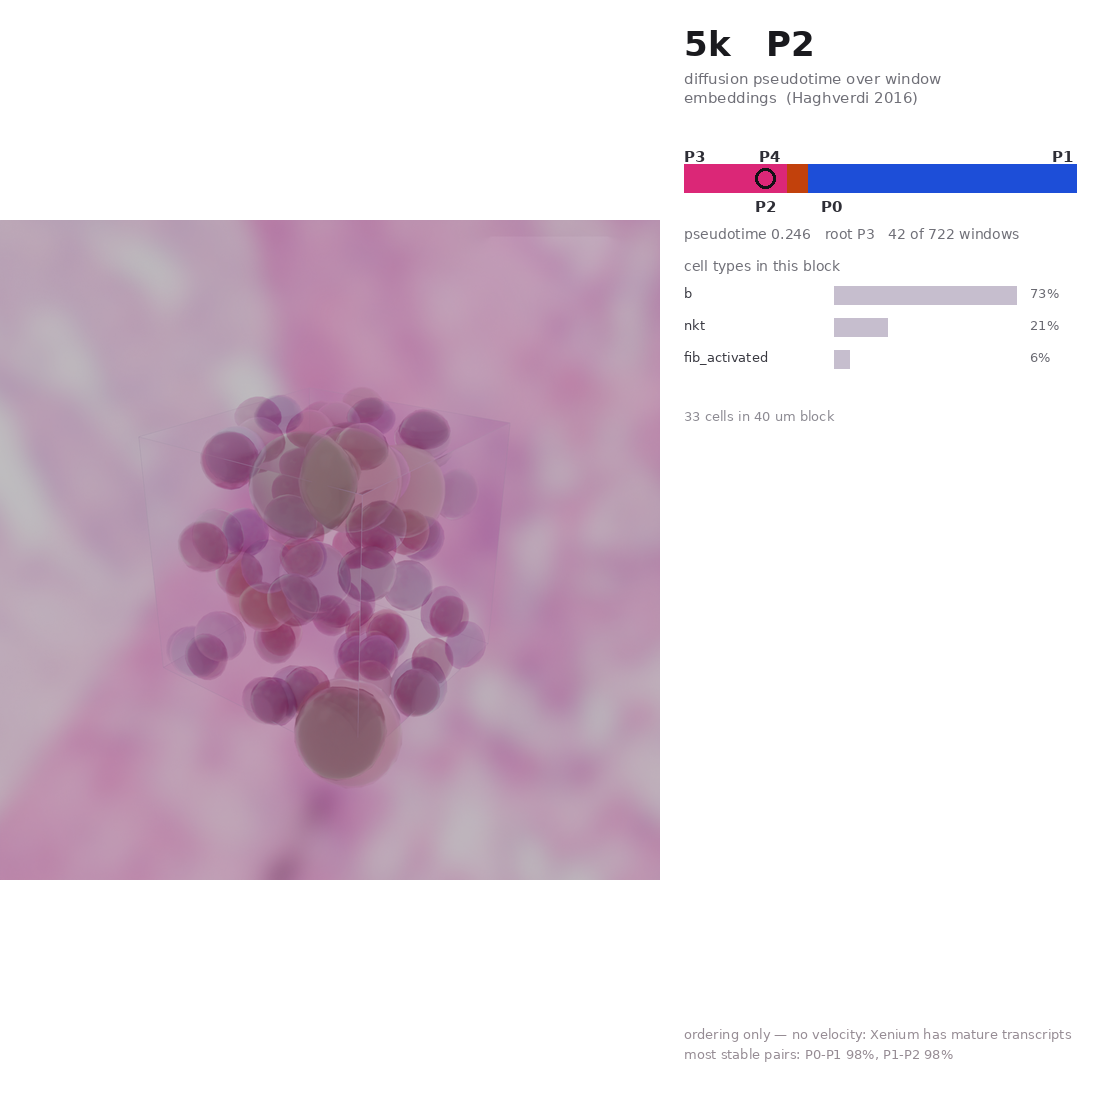 5k P2
diffusion pseudotime over window
embeddings (Haghverdi 2016)
P3 P4 P1
P2 P0
pseudotime 0.246 root P3 42 of 722 windows
cell types in this block
b 73%
nkt 21%
fib_activated 6%
33 cells in 40 um block
ordering only — no velocity: Xenium has mature transcripts
most stable pairs: P0-P1 98%, P1-P2 98%